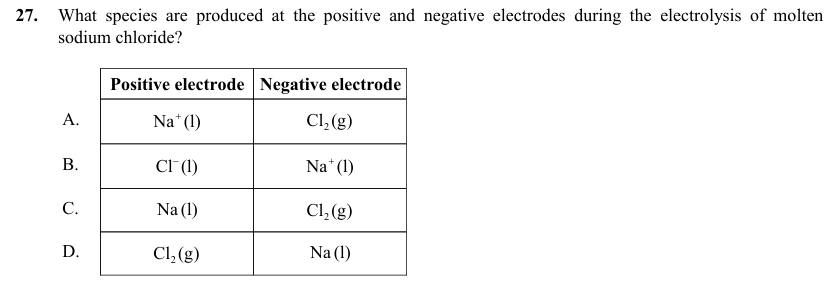 27. What species are produced at the positive and negative electrodes during the electrolysis of molten
sodium chloride?
Positive electrode Negative electrode
A. Na⁺(l) Cl₂(g)
B. Cl⁻(l) Na⁺(l)
C. Na(l) Cl₂(g)
D. Cl₂(g) Na(l)